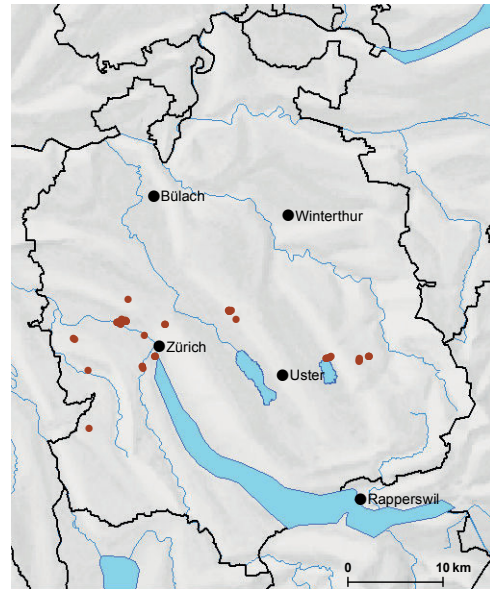 Bülach
Winterthur
Zürich
Uster
Rapperswil
0 10 km